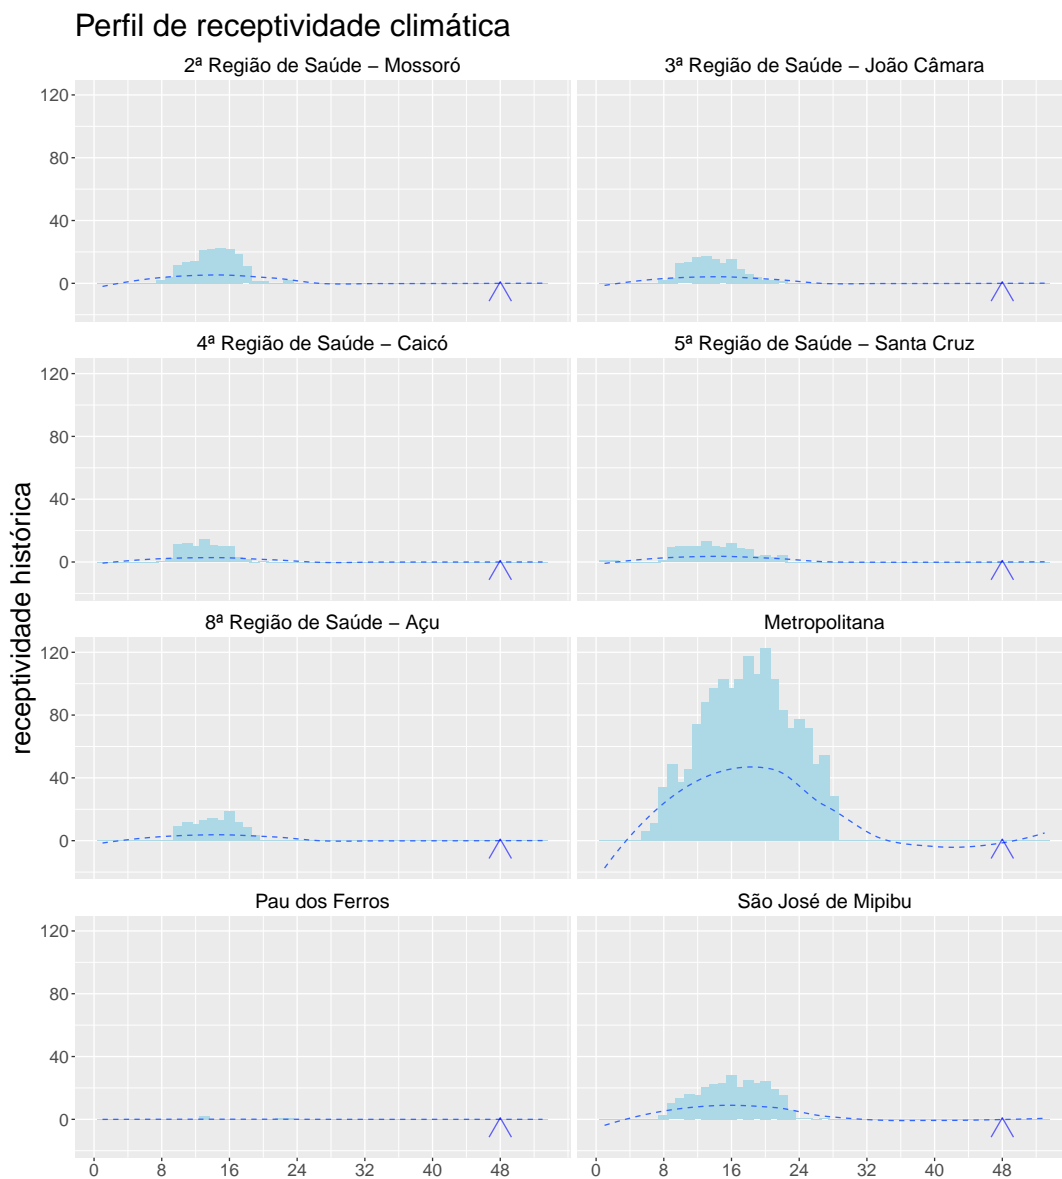 Perfil de receptividade climática
2ª Região de Saúde − Mossoró
3ª Região de Saúde − João Câmara
120
80
40
0
4ª Região de Saúde − Caicó
5ª Região de Saúde − Santa Cruz
120
80
40
0
receptividade histórica
8ª Região de Saúde − Açu
Metropolitana
120
80
40
0
Pau dos Ferros
São José de Mipibu
120
80
40
0
0 8 16 24 32 40 48
0 8 16 24 32 40 48